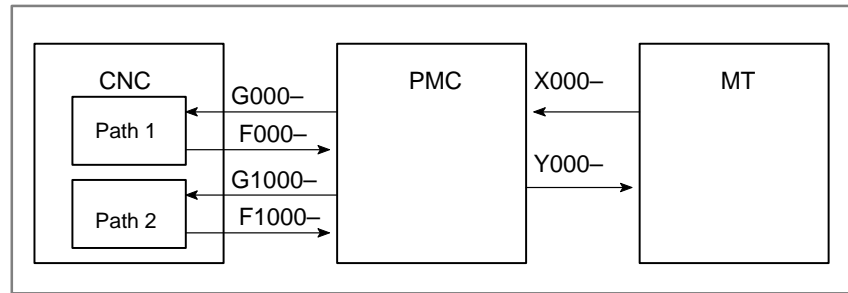 CNC
PMC
MT
Path 1
G000–
F000–
X000–
Y000–
Path 2
G1000–
F1000–